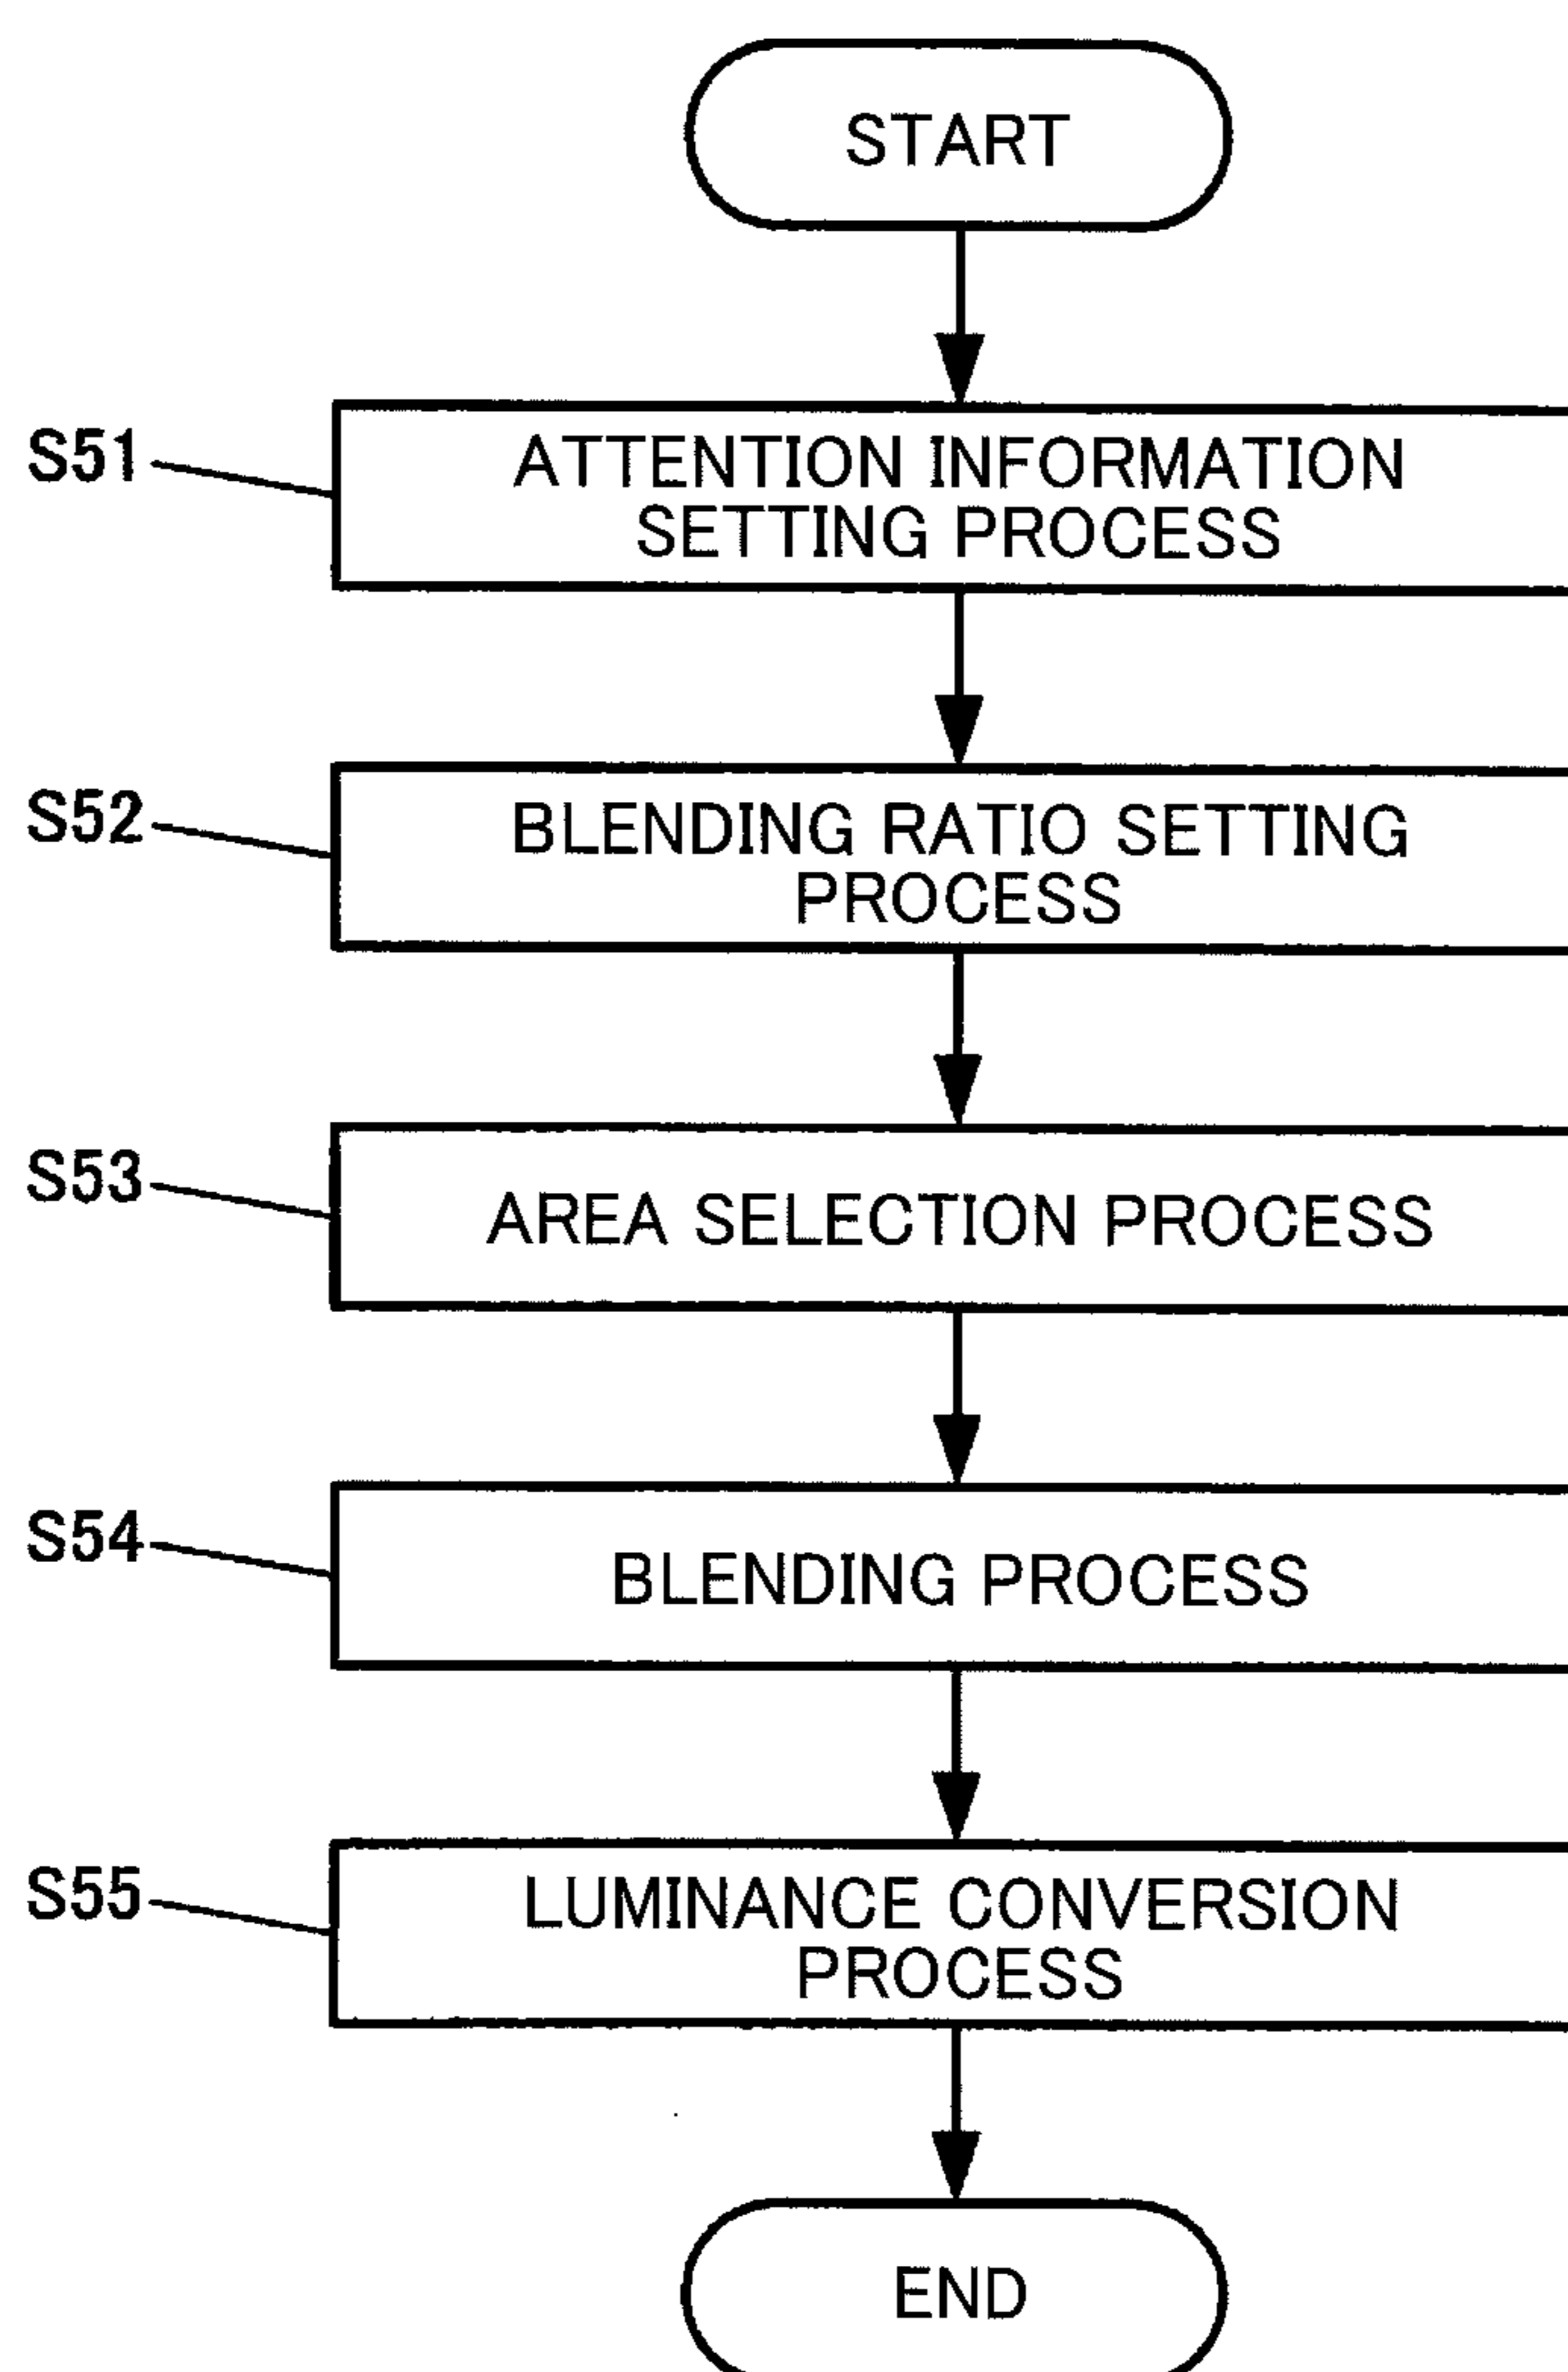 START
S51
ATTENTION INFORMATION
SETTING PROCESS
S52
BLENDING RATIO SETTING
PROCESS
S53
AREA SELECTION PROCESS
S54
BLENDING PROCESS
S55
LUMINANCE CONVERSION
PROCESS
END